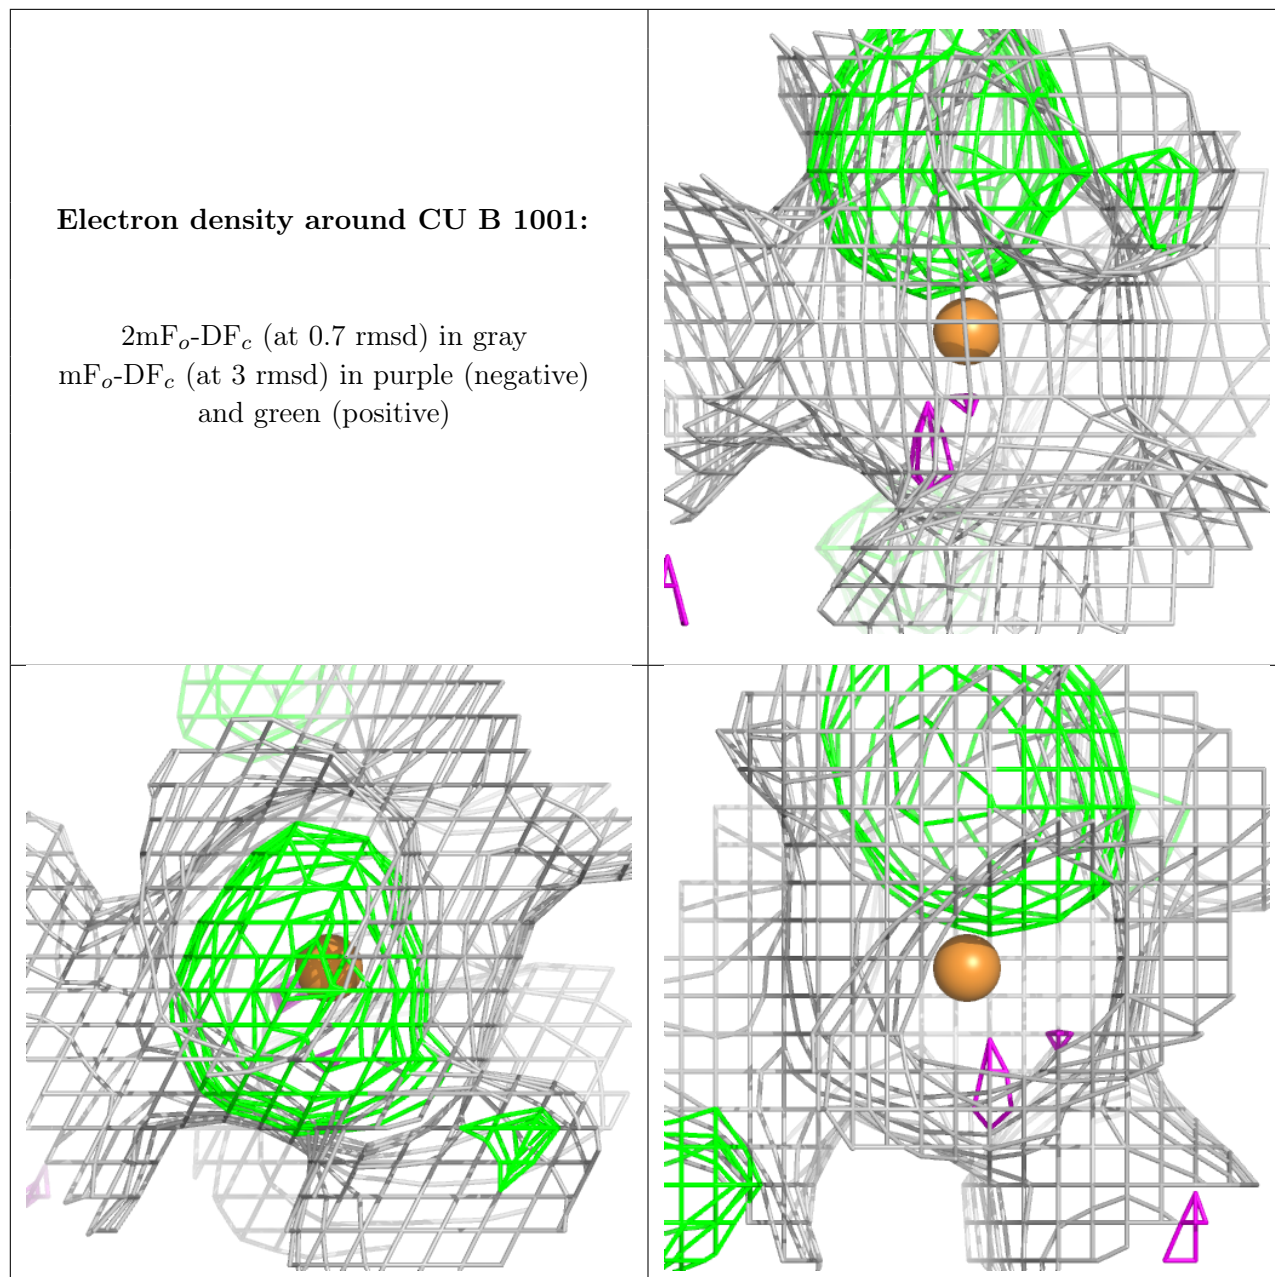 Electron density around CU B 1001:
2mFo-DFc (at 0.7 rmsd) in gray
mFo-DFc (at 3 rmsd) in purple (negative)
and green (positive)